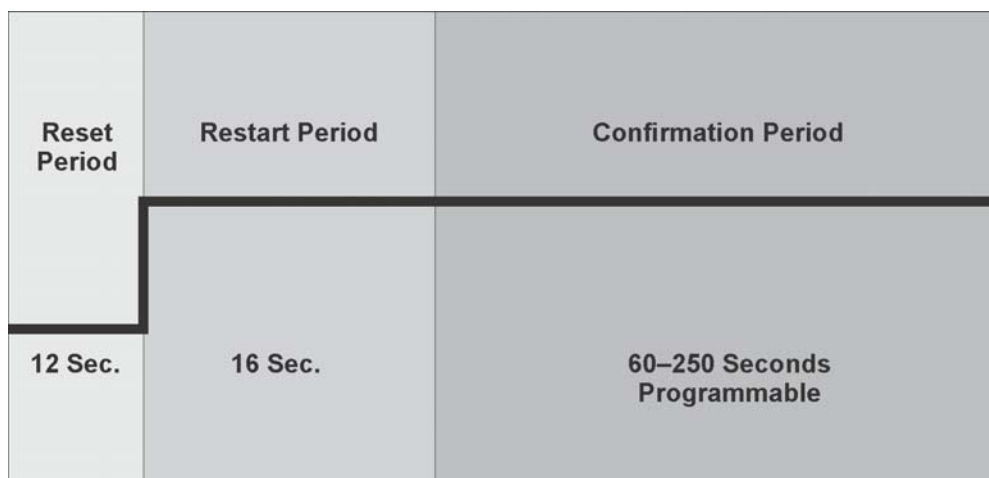 Reset
Period
Restart Period
Confirmation Period
12 Sec.
16 Sec.
60–250 Seconds
Programmable